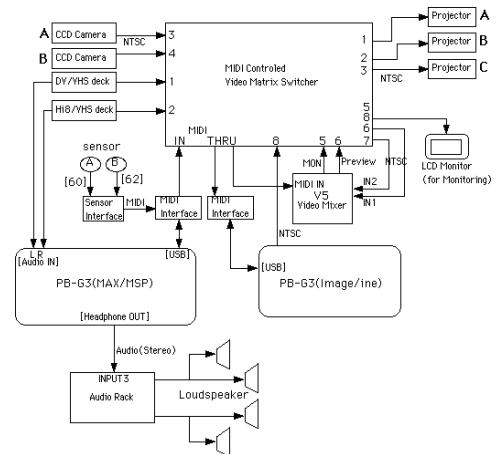 A
CCD Camera
NTSC
3
B
CCD Camera
4
DV/VHS deck
1
Hi8/YHS deck
2
MIDI Controled
Video Matrix Switcher
1
Projector
A
2
Projector
B
3
NTSC
Projector
C
5
8
6
7
NTSC
LCD Monitor
(for Monitoring)
IN
MIDI
THRU
8
5
6
MON
Preview
sensor
A
B
[60]
[62]
Sensor
Interface
MIDI
MIDI
Interface
MIDI
Interface
MIDI IN
V5
Video Mixer
IN2
IN1
NTSC
L R
[Audio IN]
[USB]
PB-G3(MAX/MSP)
[Headphone OUT]
[USB]
PB-G3(Image/ine)
Audio(Stereo)
INPUT3
Audio Rack
Loudspeaker